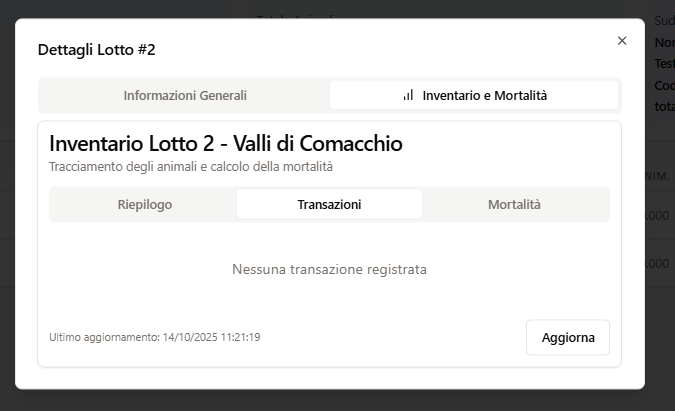 Dettagli Lotto #2
Informazioni Generali
Inventario e Mortalità
Inventario Lotto 2 - Valli di Comacchio
Tracciamento degli animali e calcolo della mortalità
Riepilogo
Transazioni
Mortalità
Nessuna transazione registrata
Ultimo aggiornamento: 14/10/2025 11:21:19
Aggiorna